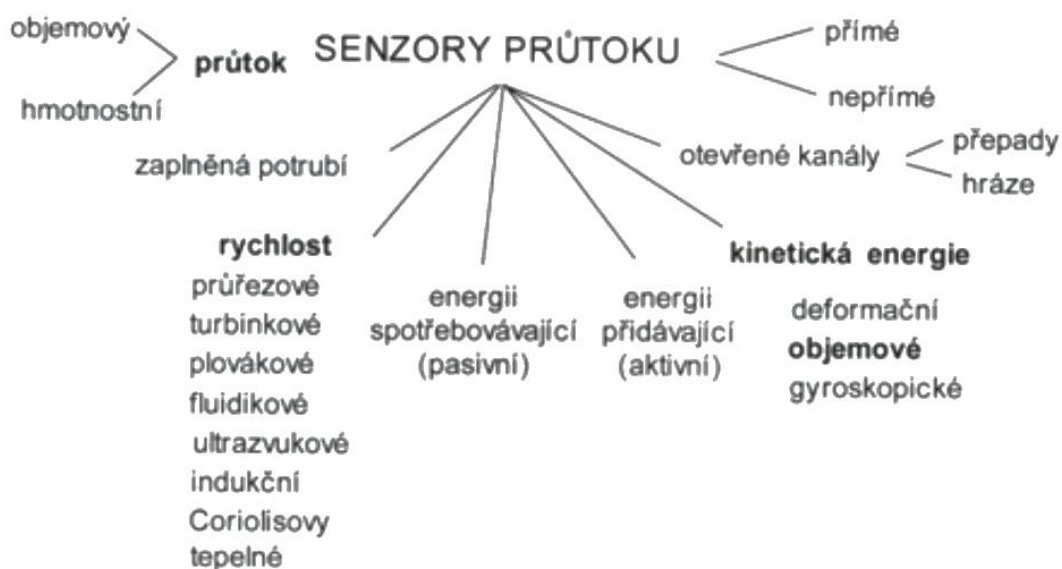 objemový
hmotnostní
průtok
SENZORY PRŮTOKU
přímé
nepřímé
zaplněná potrubí
otevřené kanály
přepady
hráze
rychlost
průřezové
turbinkové
plovákové
fluidikové
ultrazvukové
indukční
Coriolisovy
tepelné
energii
spotřebovávající
(pasivní)
energii
přidávající
(aktivní)
kinetická energie
deformační
objemové
gyroskopické